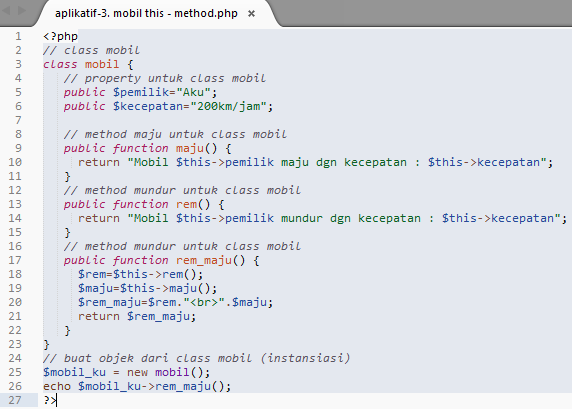 aplikatif-3. mobil this - method.php ×
1 <?php
2 // class mobil
3 class mobil {
4 // property untuk class mobil
5 public $pemilik="Aku";
6 public $kecepatan="200km/jam";
7
8 // method maju untuk class mobil
9 public function maju() {
10 return "Mobil $this->pemilik maju dgn kecepatan : $this->kecepatan";
11 }
12 // method mundur untuk class mobil
13 public function rem() {
14 return "Mobil $this->pemilik mundur dgn kecepatan : $this->kecepatan";
15 }
16 // method mundur untuk class mobil
17 public function rem_maju() {
18 $rem=$this->rem();
19 $maju=$this->maju();
20 $rem_maju=$rem."<br>".$maju;
21 return $rem_maju;
22 }
23 }
24 // buat objek dari class mobil (instansiasi)
25 $mobil_ku = new mobil();
26 echo $mobil_ku->rem_maju();
27 ?>